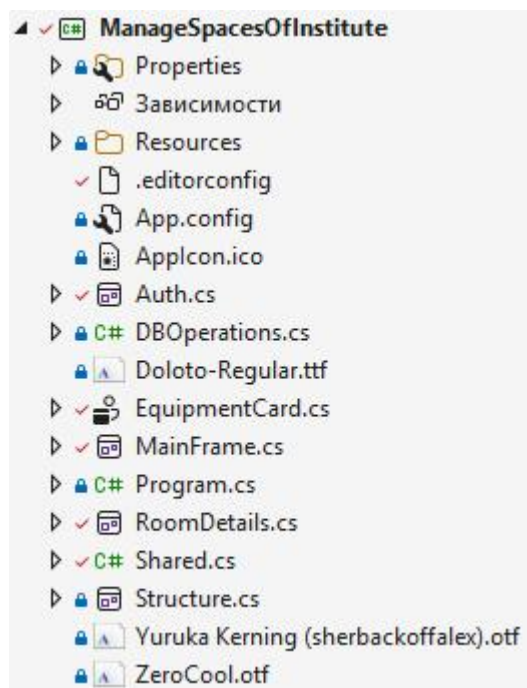 C# ManageSpacesOfInstitute
Properties
Зависимости
Resources
.editorconfig
App.config
AppIcon.ico
Auth.cs
C# DBOperations.cs
Doloto-Regular.ttf
EquipmentCard.cs
MainFrame.cs
C# Program.cs
RoomDetails.cs
C# Shared.cs
Structure.cs
Yuruka Kerning (sherbackoffalex).otf
ZeroCool.otf